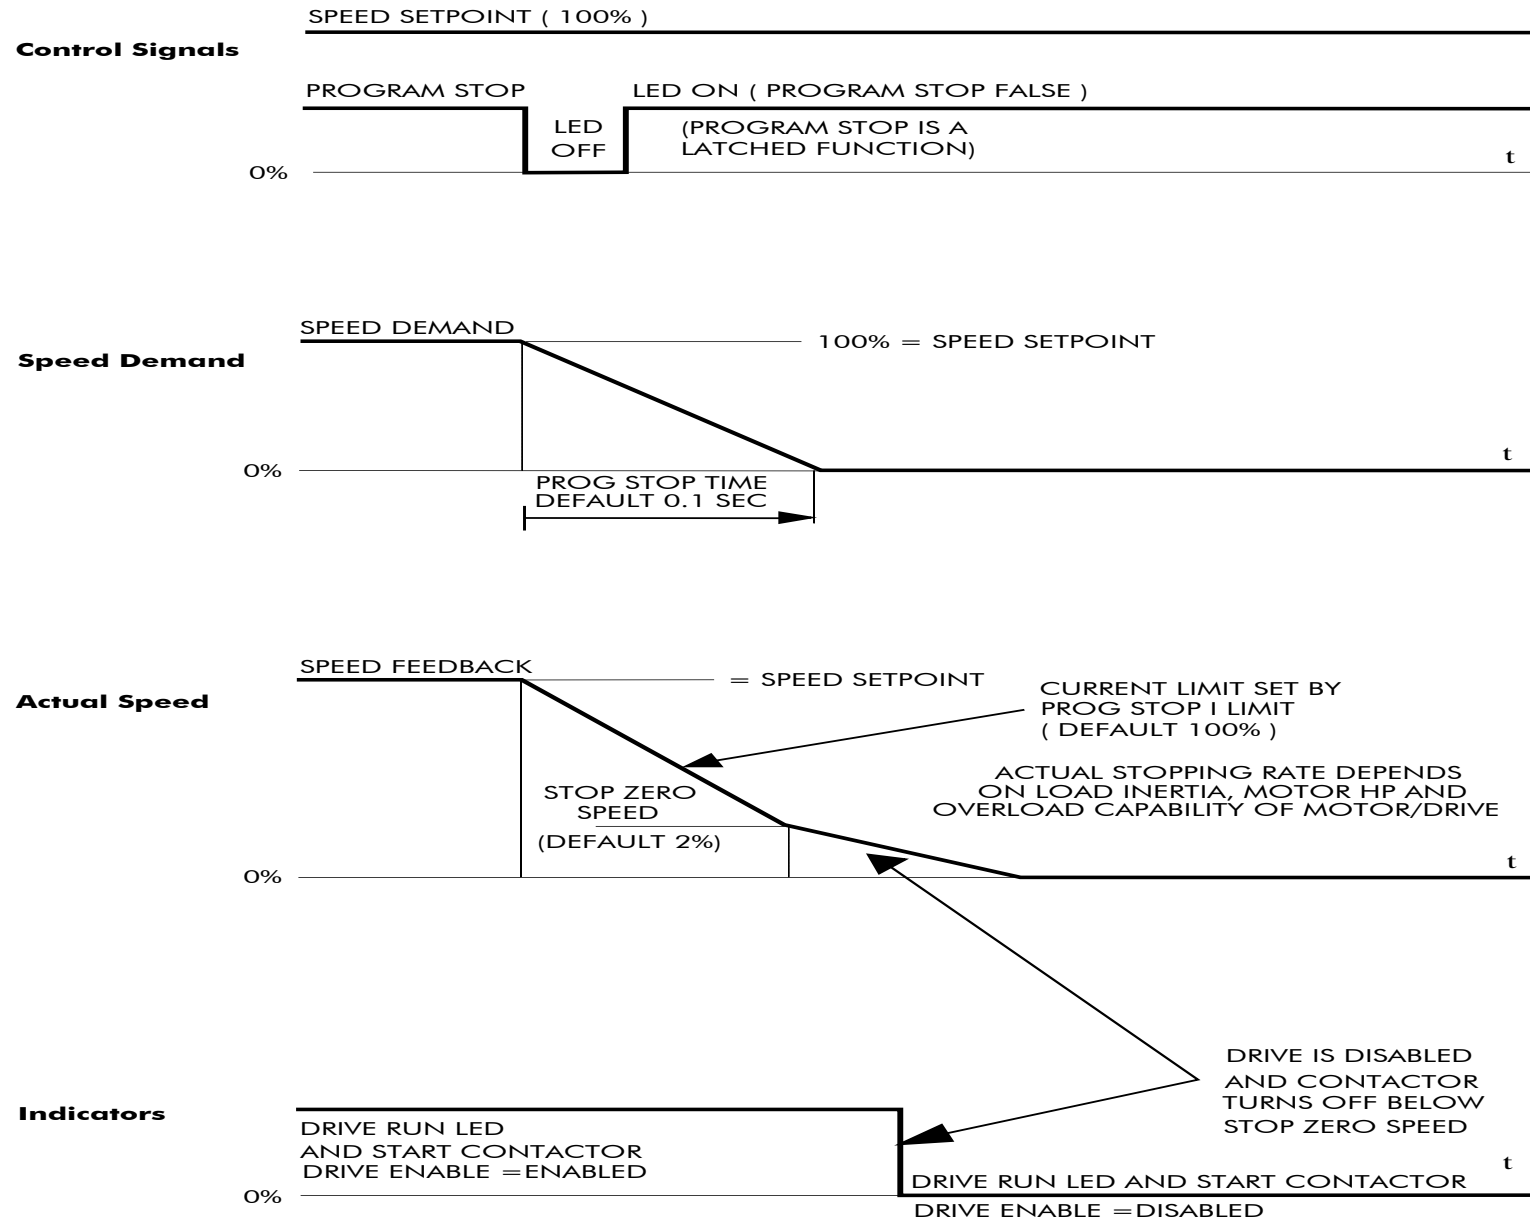 SPEED SETPOINT ( 100% )
Control Signals
PROGRAM STOP
LED ON ( PROGRAM STOP FALSE )
LED
OFF
(PROGRAM STOP IS A
LATCHED FUNCTION)
t
0%
SPEED DEMAND
100% = SPEED SETPOINT
Speed Demand
t
0%
PROG STOP TIME
DEFAULT 0.1 SEC
SPEED FEEDBACK
= SPEED SETPOINT
Actual Speed
CURRENT LIMIT SET BY
PROG STOP I LIMIT
( DEFAULT 100% )
ACTUAL STOPPING RATE DEPENDS
ON LOAD INERTIA, MOTOR HP AND
OVERLOAD CAPABILITY OF MOTOR/DRIVE
STOP ZERO
SPEED
(DEFAULT 2%)
t
0%
DRIVE IS DISABLED
AND CONTACTOR
TURNS OFF BELOW
STOP ZERO SPEED
Indicators
DRIVE RUN LED
AND START CONTACTOR
DRIVE ENABLE =ENABLED
t
DRIVE RUN LED AND START CONTACTOR
0%
DRIVE ENABLE =DISABLED